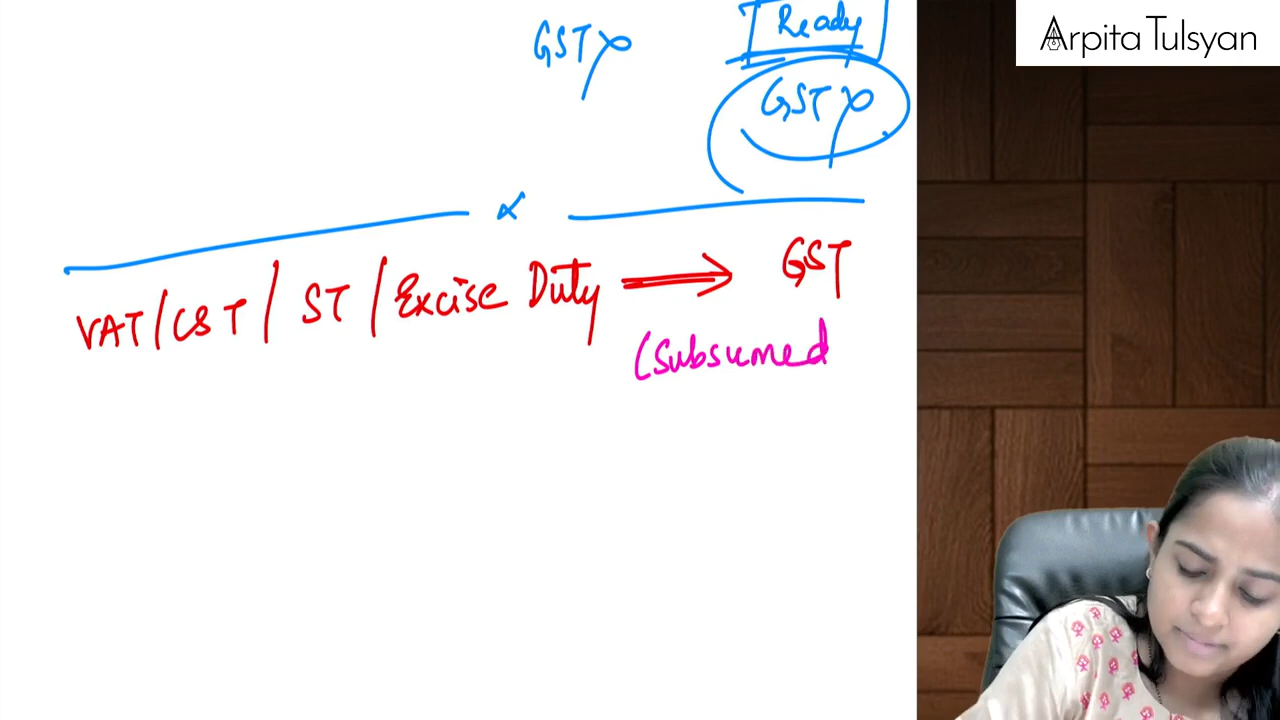 Ready
Arpita Tulsyan
GST
GST
VAT/CST/ ST/Excise Duty ⟹ GST
(Subsumed